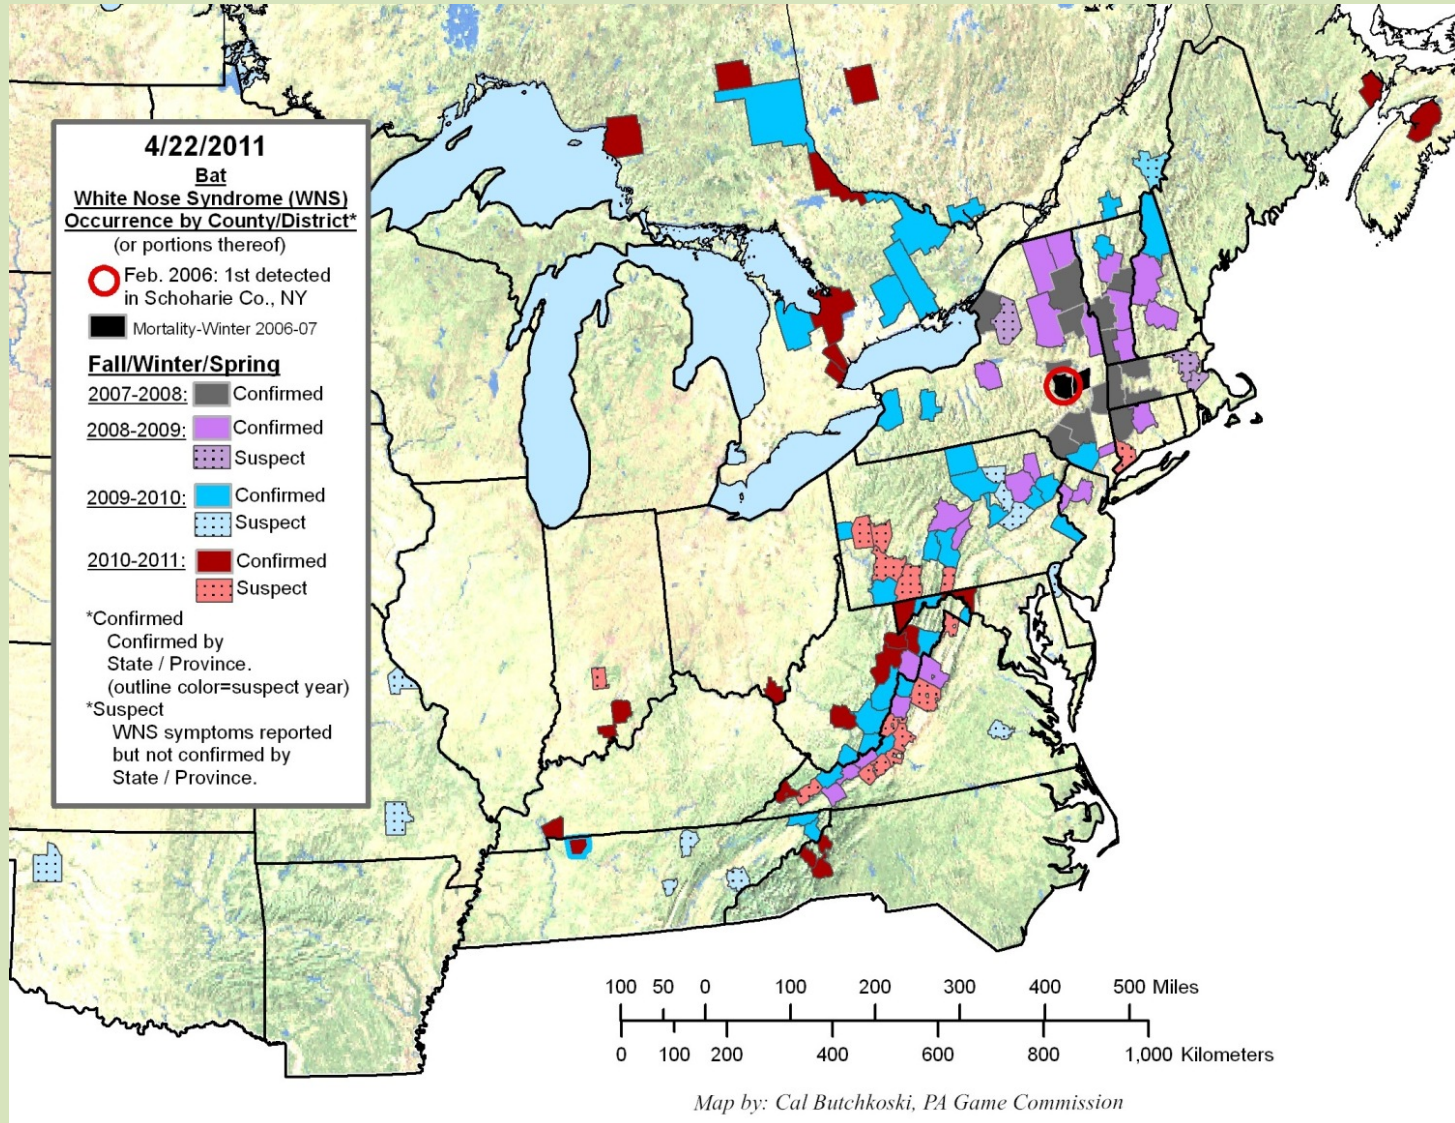 4/22/2011
Bat
White Nose Syndrome (WNS)
Occurrence by County/District*
(or portions thereof)
Feb. 2006: 1st detected
in Schoharie Co., NY
Mortality-Winter 2006-07
Fall/Winter/Spring
2007-2008: Confirmed
2008-2009: Confirmed
Suspect
2009-2010: Confirmed
Suspect
2010-2011: Confirmed
Suspect
*Confirmed
Confirmed by
State / Province.
(outline color=suspect year)
*Suspect
WNS symptoms reported
but not confirmed by
State / Province.
100 50 0 100 200 300 400 500 Miles
0 100 200 400 600 800 1,000 Kilometers
Map by: Cal Butchkoski, PA Game Commission